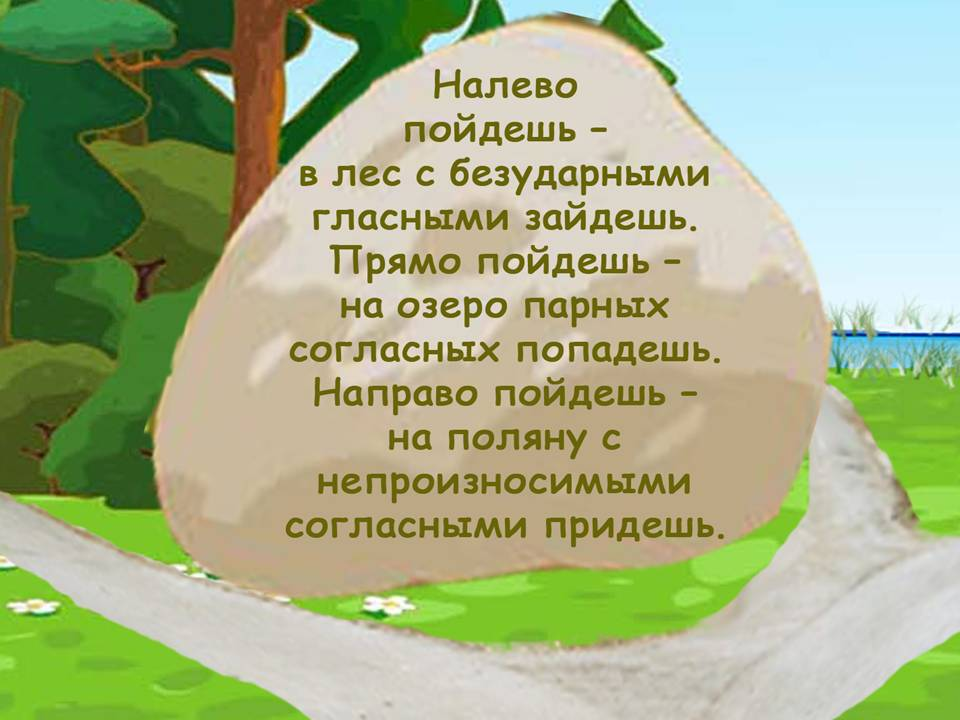 Налево
пойдешь –
в лес с безударными
гласными зайдешь.
Прямо пойдешь –
на озеро парных
согласных попадешь.
Направо пойдешь –
на поляну с
непроизносимыми
согласными придешь.